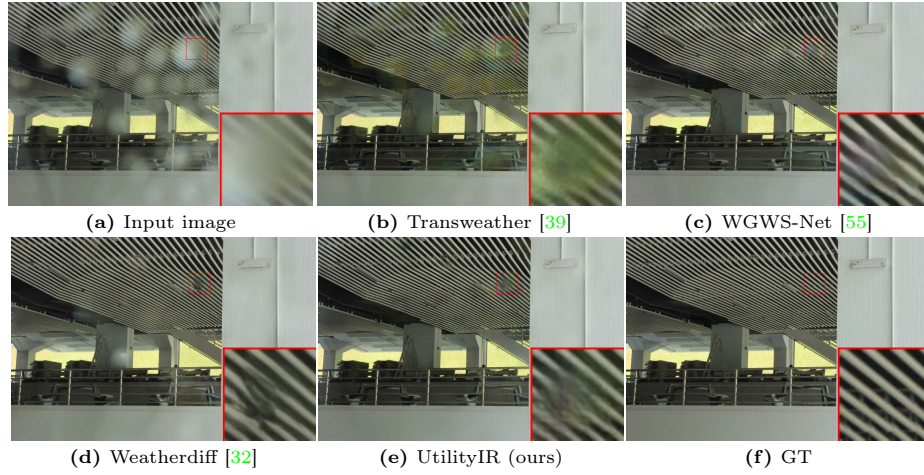 (a) Input image
(b) Transweather [39]
(c) WGWS-Net [55]
(d) Weatherdiff [32]
(e) UtilityIR (ours)
(f) GT